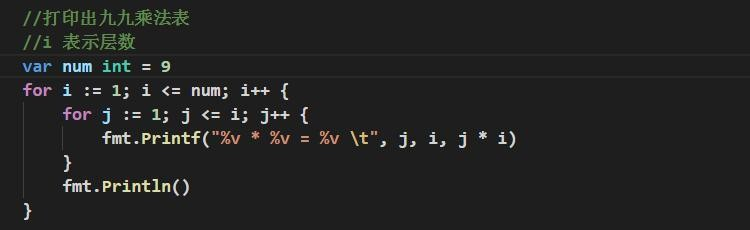 //打印出九九乘法表
//i 表示层数
var num int = 9
for i := 1; i <= num; i++ {
    for j := 1; j <= i; j++ {
        fmt.Printf("%v * %v = %v \t", j, i, j * i)
    }
    fmt.Println()
}